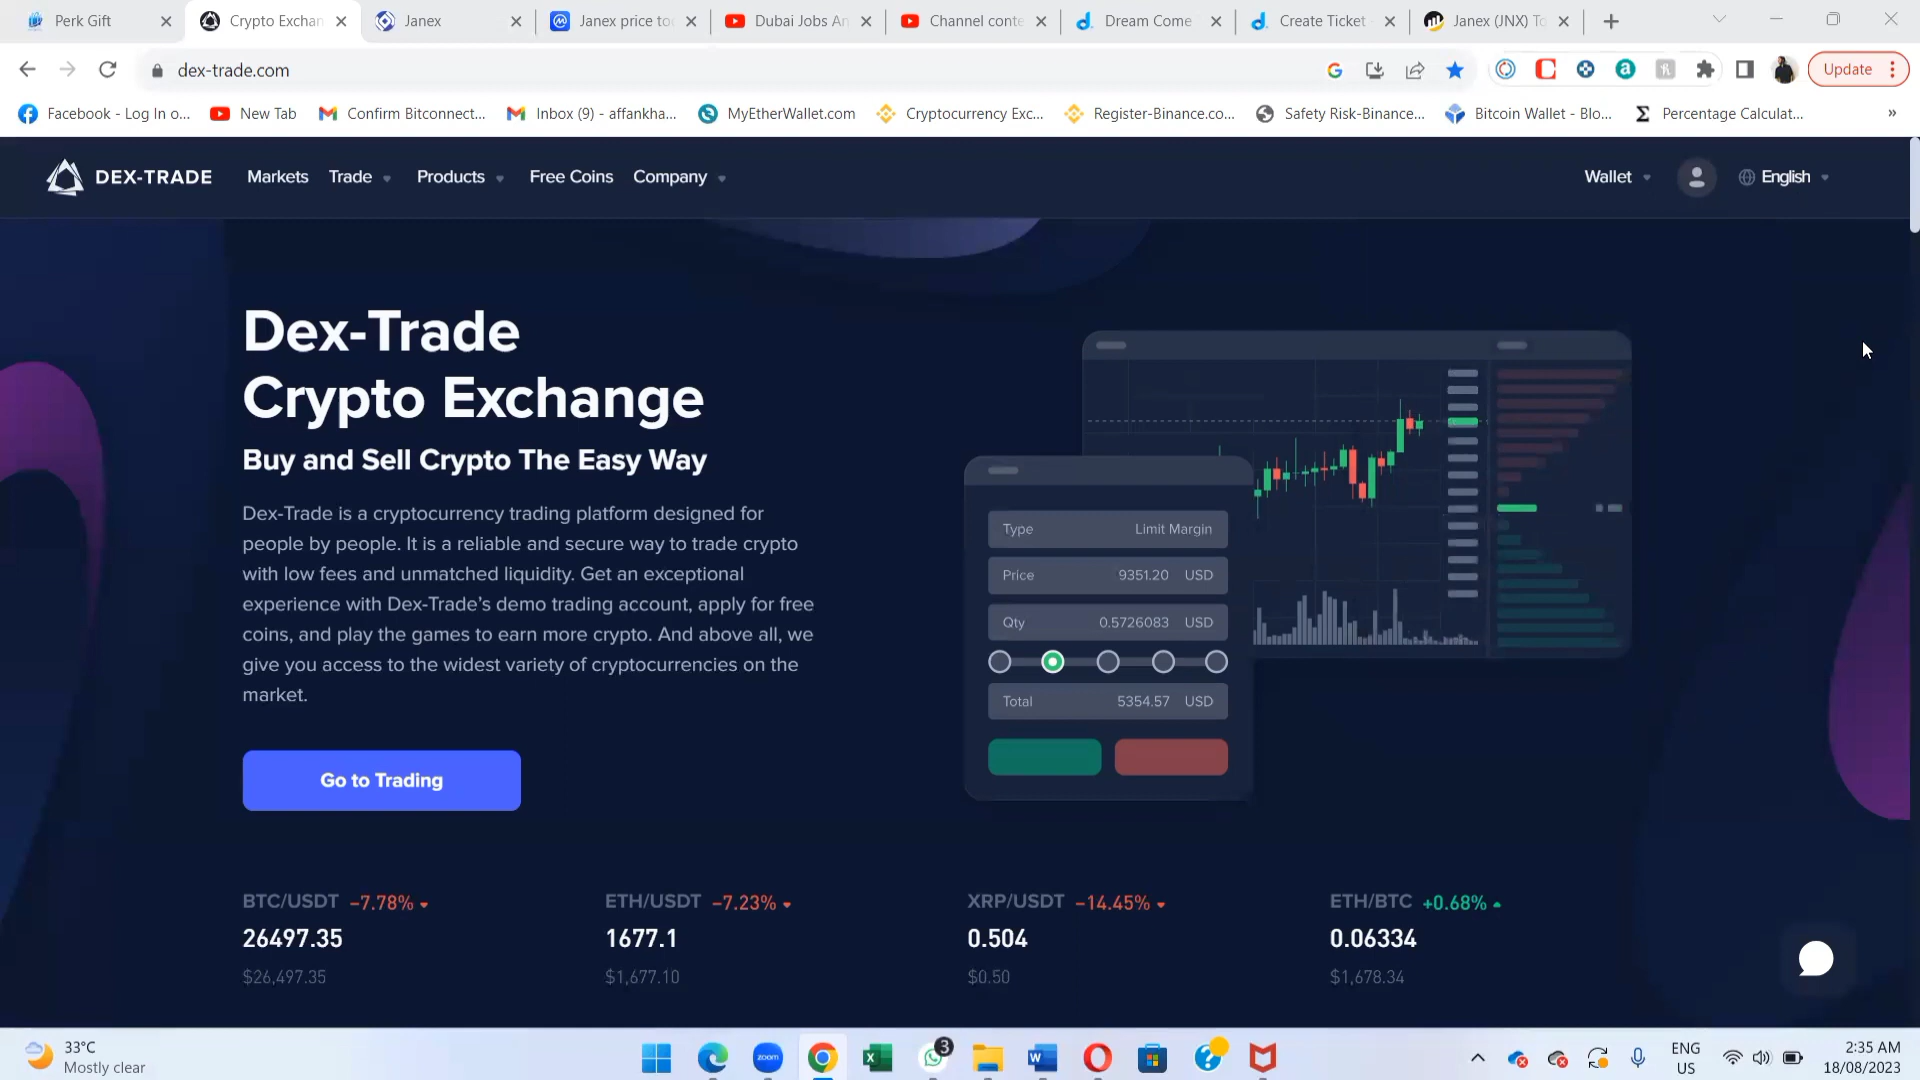 Perk Gift
Crypto Exchan
Janex
Janex price to
Dubai Jobs An
Channel conte
Dream Come
Create Ticket
Janex (JNX) To
dex-trade.com
Update
Facebook - Log In o...
New Tab
Confirm Bitconnect...
Inbox (9) - affankha...
MyEtherWallet.com
Cryptocurrency Exc...
Register-Binance.co...
Safety Risk-Binance...
Bitcoin Wallet - Blo...
Percentage Calculat...
»
DEX-TRADE
Markets
Trade
Products
Free Coins
Company
Wallet
English
Dex-Trade
Crypto Exchange
Buy and Sell Crypto The Easy Way
Dex-Trade is a cryptocurrency trading platform designed for
people by people. It is a reliable and secure way to trade crypto
with low fees and unmatched liquidity. Get an exceptional
experience with Dex-Trade's demo trading account, apply for free
coins, and play the games to earn more crypto. And above all, we
give you access to the widest variety of cryptocurrencies on the
market.
Go to Trading
Type Limit Margin
Price 9351.20 USD
Qty 0.5726083 USD
Total 5354.57 USD
BTC/USDT -7.78%
26497.35
$26,497.35
ETH/USDT -7.23%
1677.1
$1,677.10
XRP/USDT -14.45%
0.504
$0.50
ETH/BTC +0.68%
0.06334
$1,678.34
33°C
Mostly clear
zoom
3
ENG
US
2:35 AM
18/08/2023